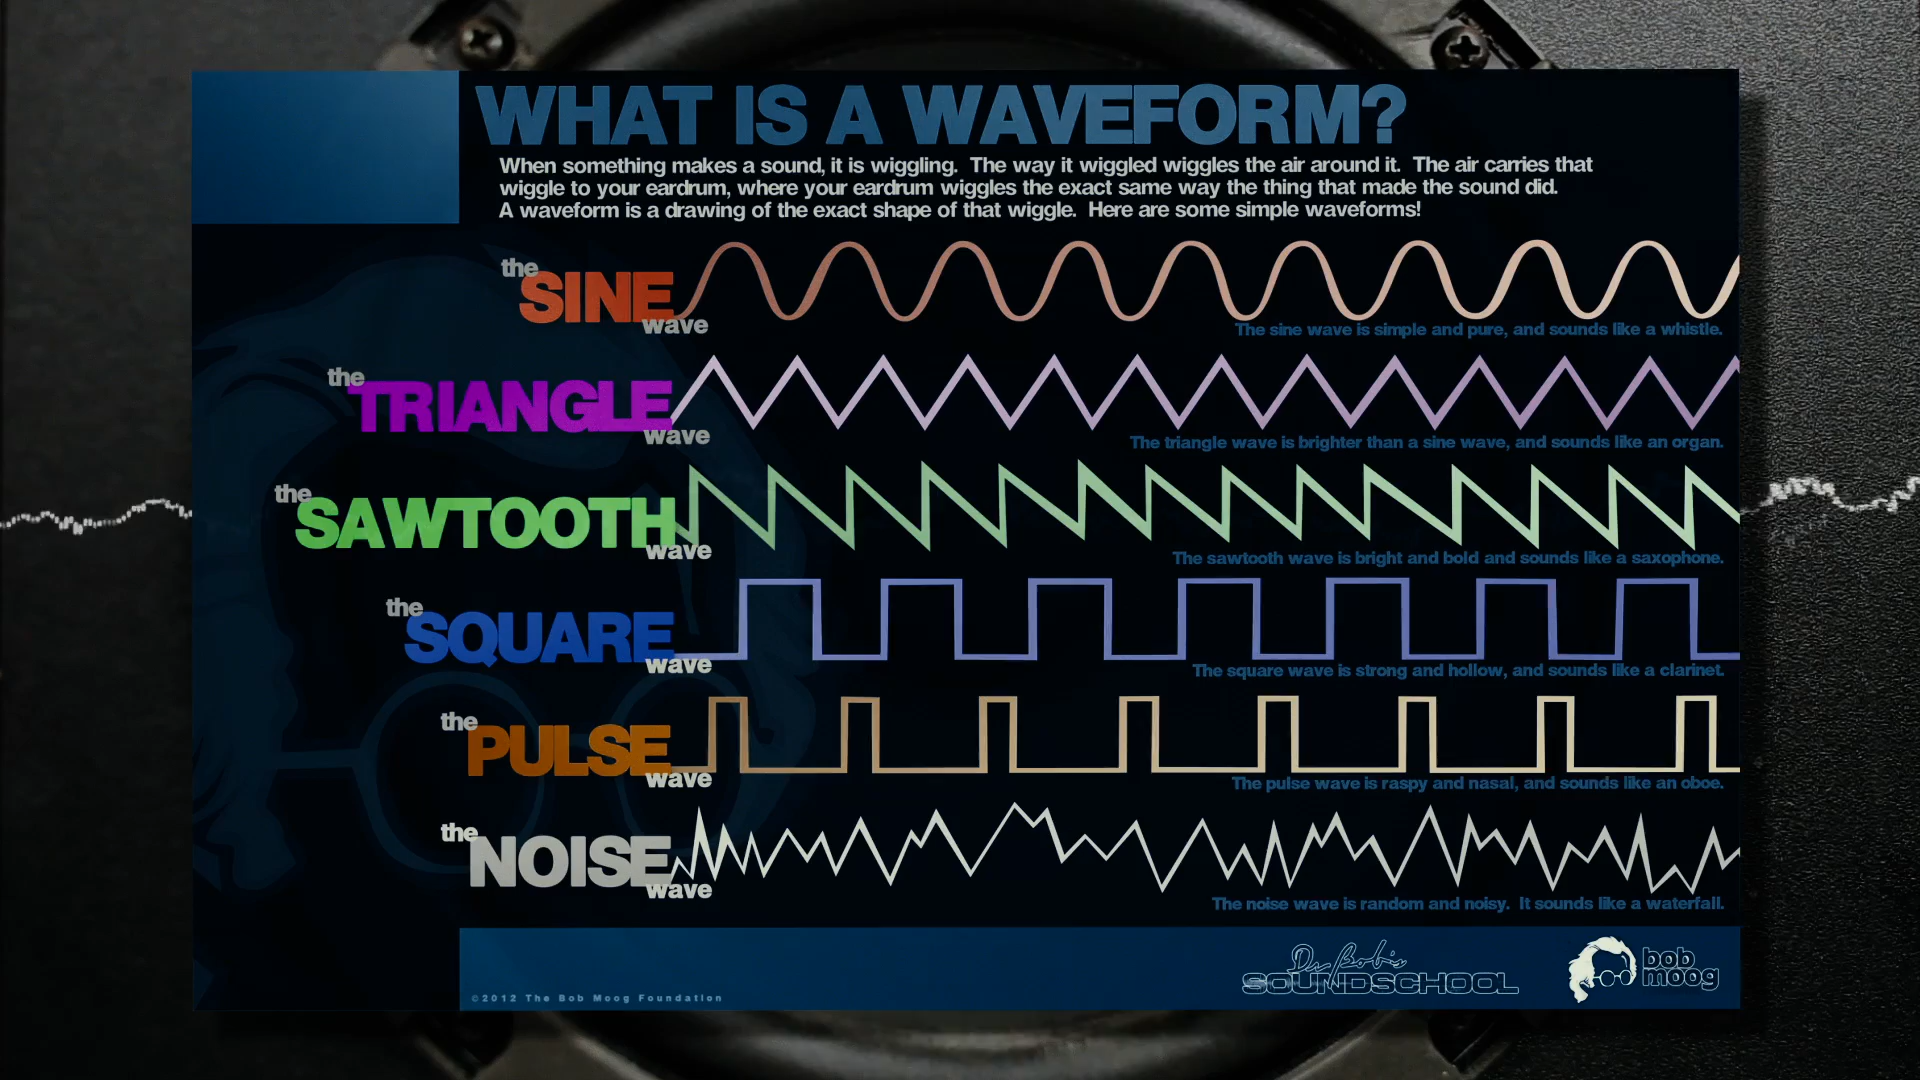 WHAT IS A WAVEFORM?
When something makes a sound, it is wiggling. The way it wiggled wiggles the air around it. The air carries that
wiggle to your eardrum, where your eardrum wiggles the exact same way the thing that made the sound did.
A waveform is a drawing of the exact shape of that wiggle. Here are some simple waveforms!
the
SINE
wave
The sine wave is simple and pure, and sounds like a whistle.
the
TRIANGLE
wave
The triangle wave is brighter than a sine wave, and sounds like an organ.
the
SAWTOOTH
wave
The sawtooth wave is bright and bold and sounds like a saxophone.
the
SQUARE
wave
The square wave is strong and hollow, and sounds like a clarinet.
the
PULSE
wave
The pulse wave is raspy and nasal, and sounds like an oboe.
the
NOISE
wave
The noise wave is random and noisy. It sounds like a waterfall.
©2012 The Bob Moog Foundation
Dr Bob's
SOUNDSCHOOL
bob
moog